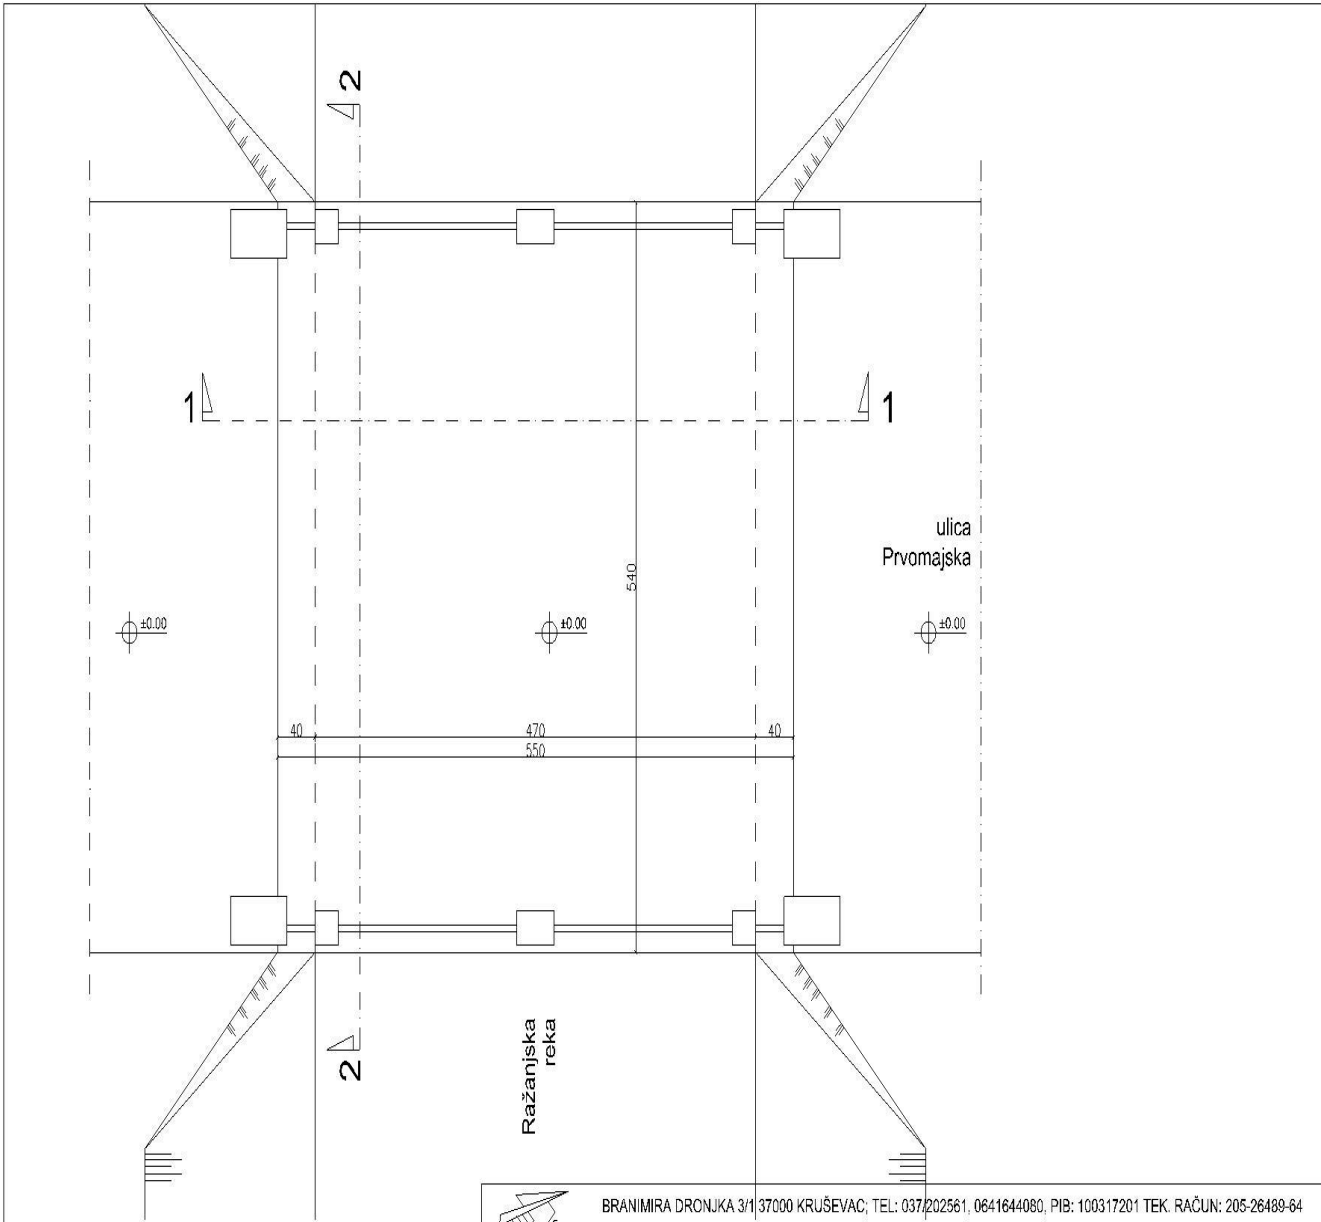 2
1
1
ulica
Prvomajska
540
±0.00
±0.00
±0.00
40
470
40
550
2
Ražanjska
reka
BRANIMIRA DRONJKA 3/1 37000 KRUŠEVAC; TEL: 037/202561, 0641644080, PIB: 100317201 TEK. RAČUN: 205-26489-64